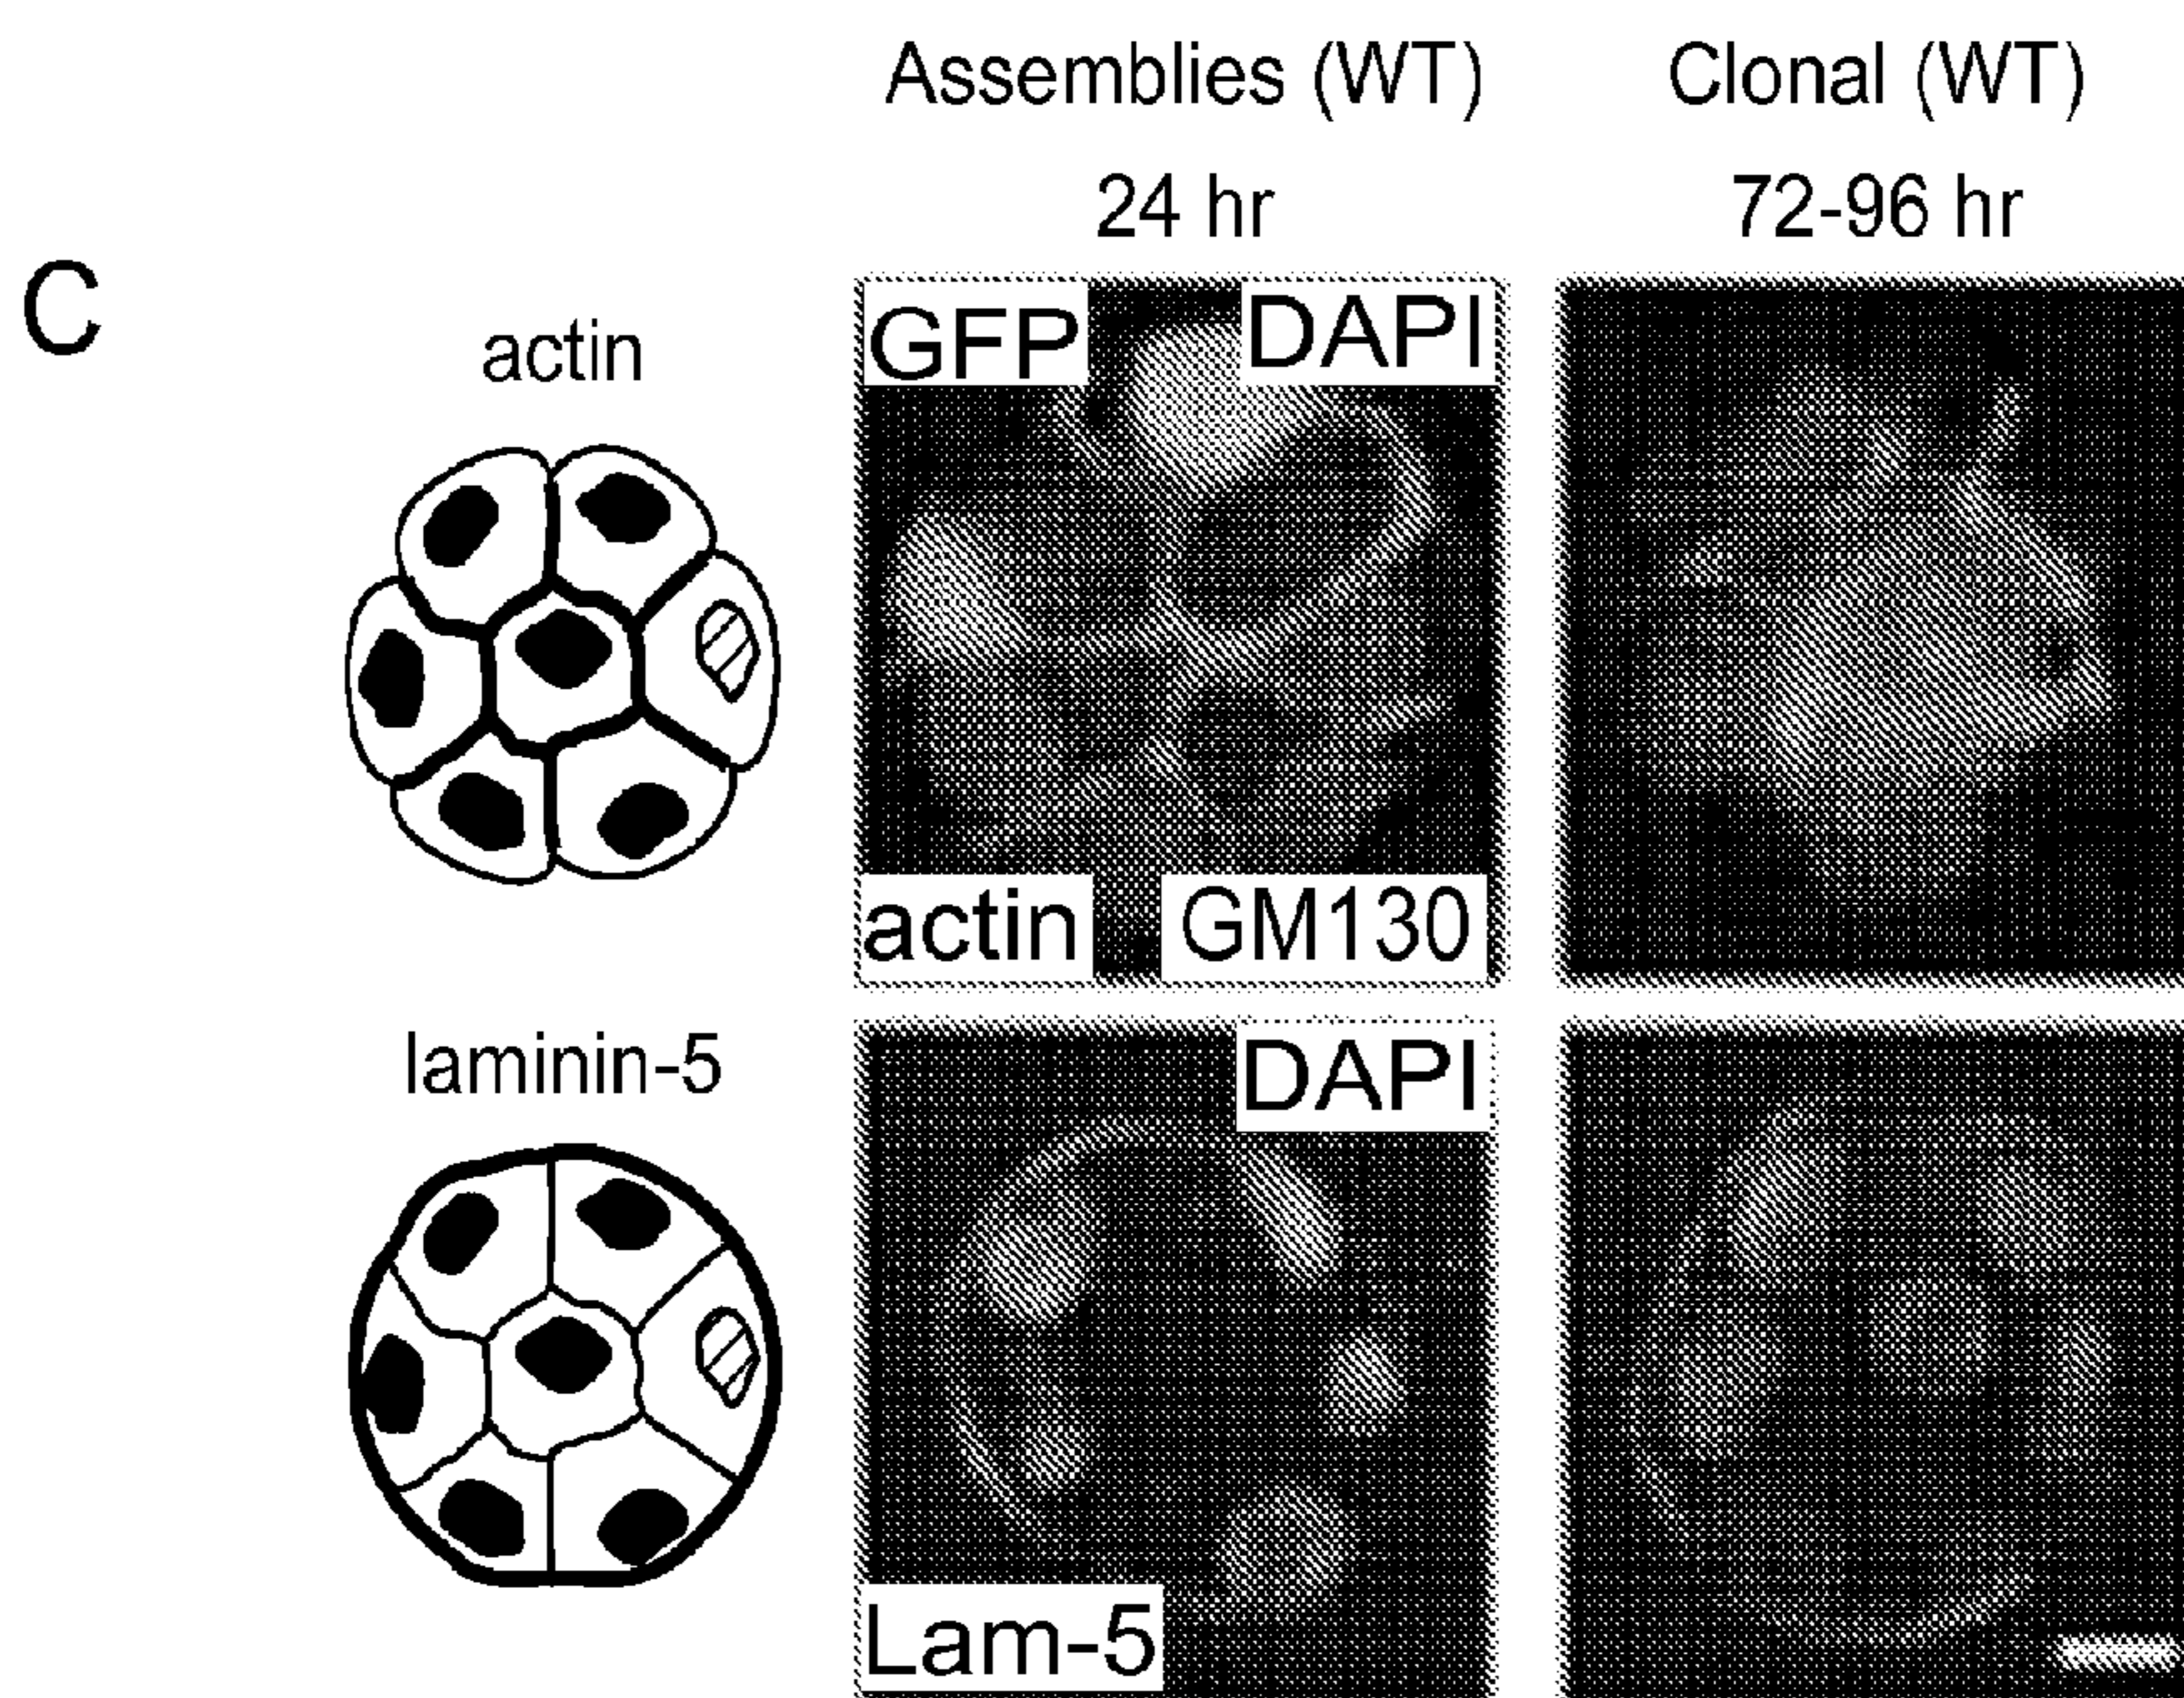 Assemblies (WT) Clonal (WT)
24 hr 72-96 hr
C
actin
GFP DAPI
actin GM130
laminin-5
DAPI
Lam-5